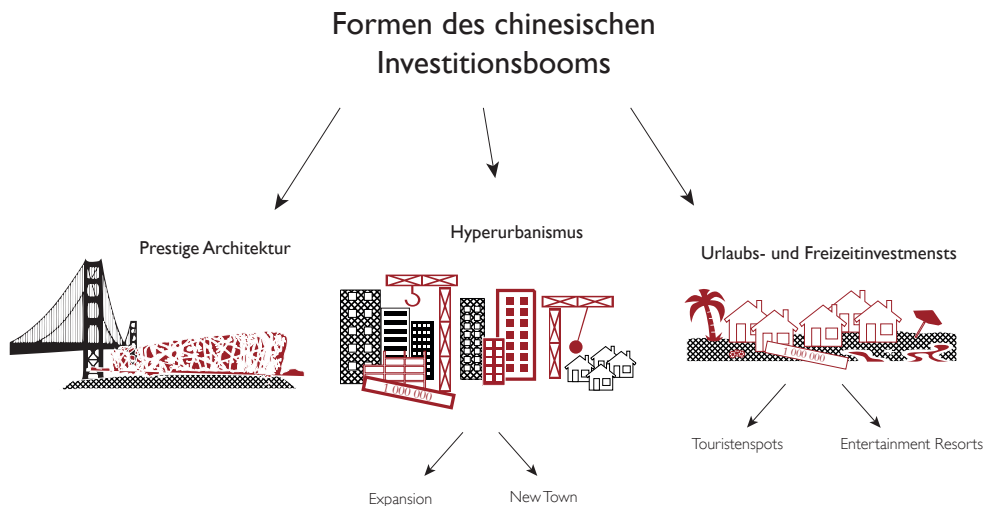 Formen des chinesischen
Investitionsbooms
Prestige Architektur
Hyperurbanismus
Urlaubs- und Freizeitinvestmensts
1 000 000
1 000 000
Touristenspots
Entertainment Resorts
Expansion
New Town